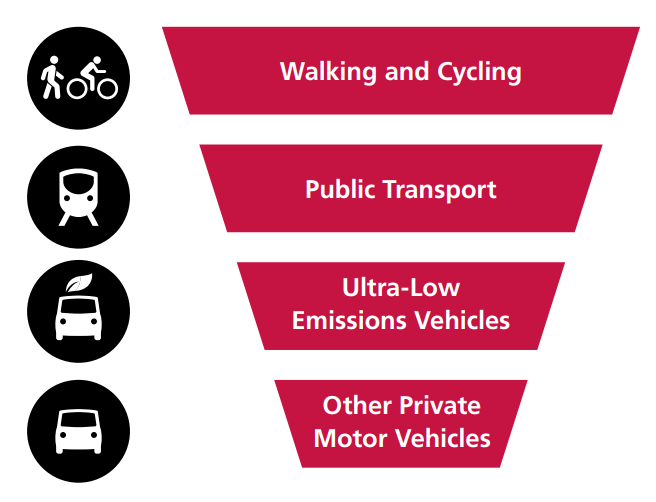 Walking and Cycling
Public Transport
Ultra-Low
Emissions Vehicles
Other Private
Motor Vehicles